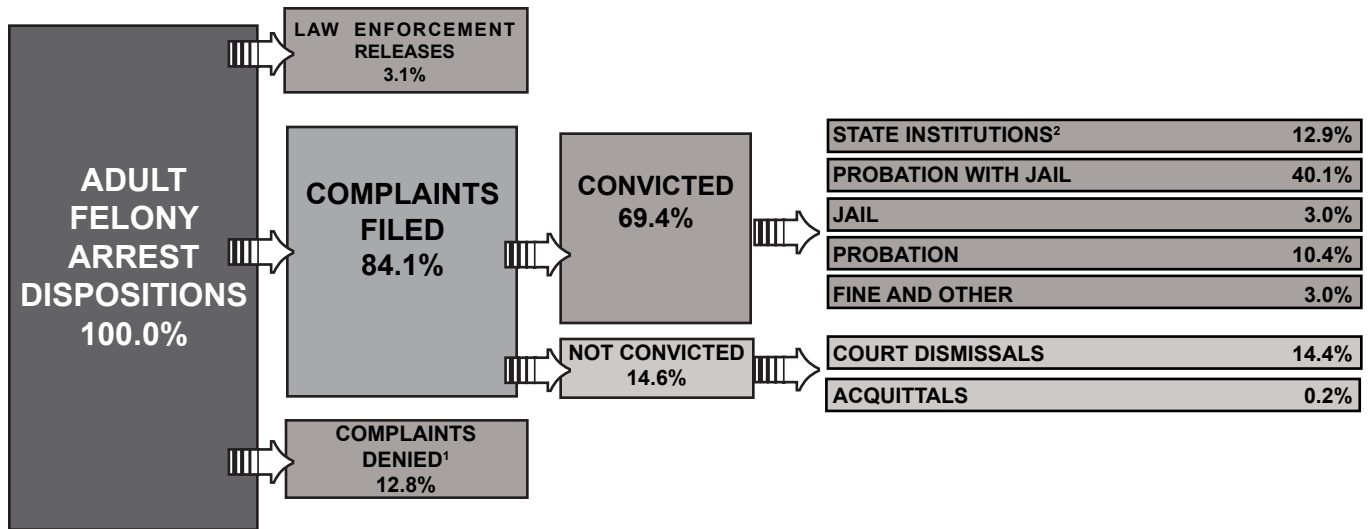 ADULT
FELONY
ARREST
DISPOSITIONS
100.0%
LAW ENFORCEMENT
RELEASES
3.1%
COMPLAINTS
FILED
84.1%
COMPLAINTS
DENIED¹
12.8%
CONVICTED
69.4%
NOT CONVICTED
14.6%
STATE INSTITUTIONS² 12.9%
PROBATION WITH JAIL 40.1%
JAIL 3.0%
PROBATION 10.4%
FINE AND OTHER 3.0%
COURT DISMISSALS 14.4%
ACQUITTALS 0.2%